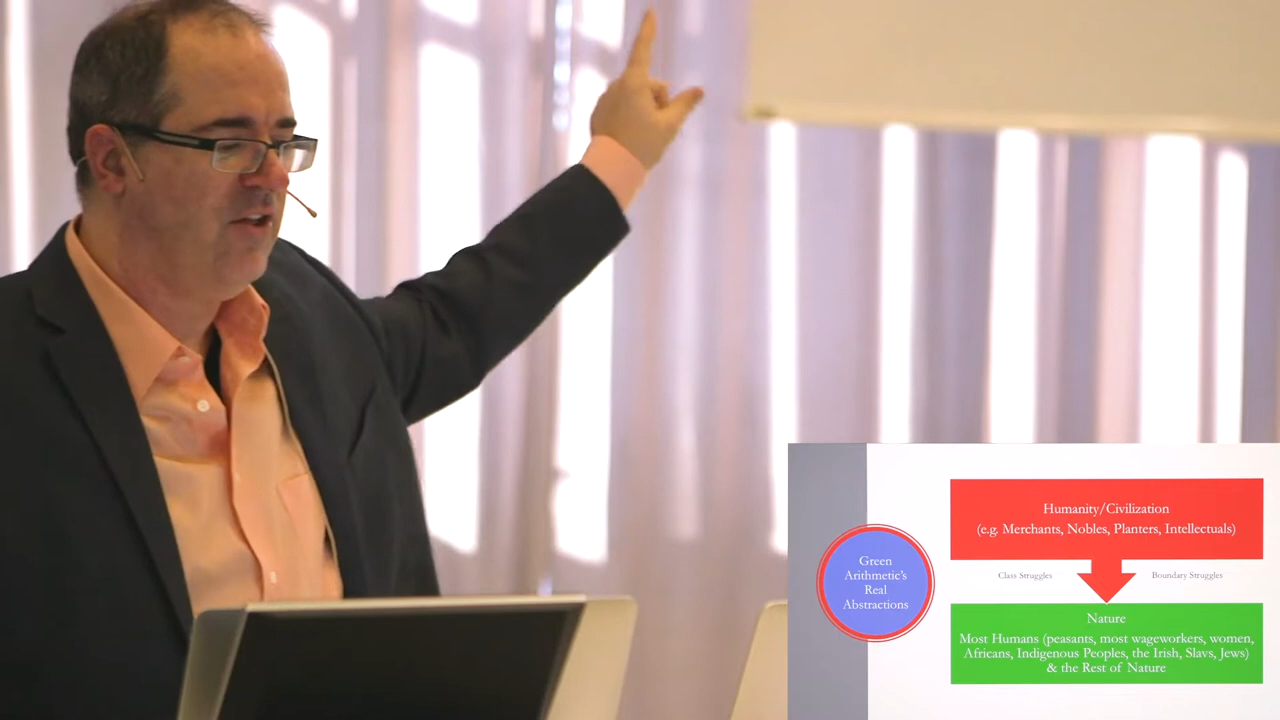 Green
Arithmetic's
Real
Abstractions
Humanity/Civilization
(e.g. Merchants, Nobles, Planters, Intellectuals)
Class Struggles
Boundary Struggles
Nature
Most Humans (peasants, most wageworkers, women,
Africans, Indigenous Peoples, the Irish, Slavs, Jews)
& the Rest of Nature